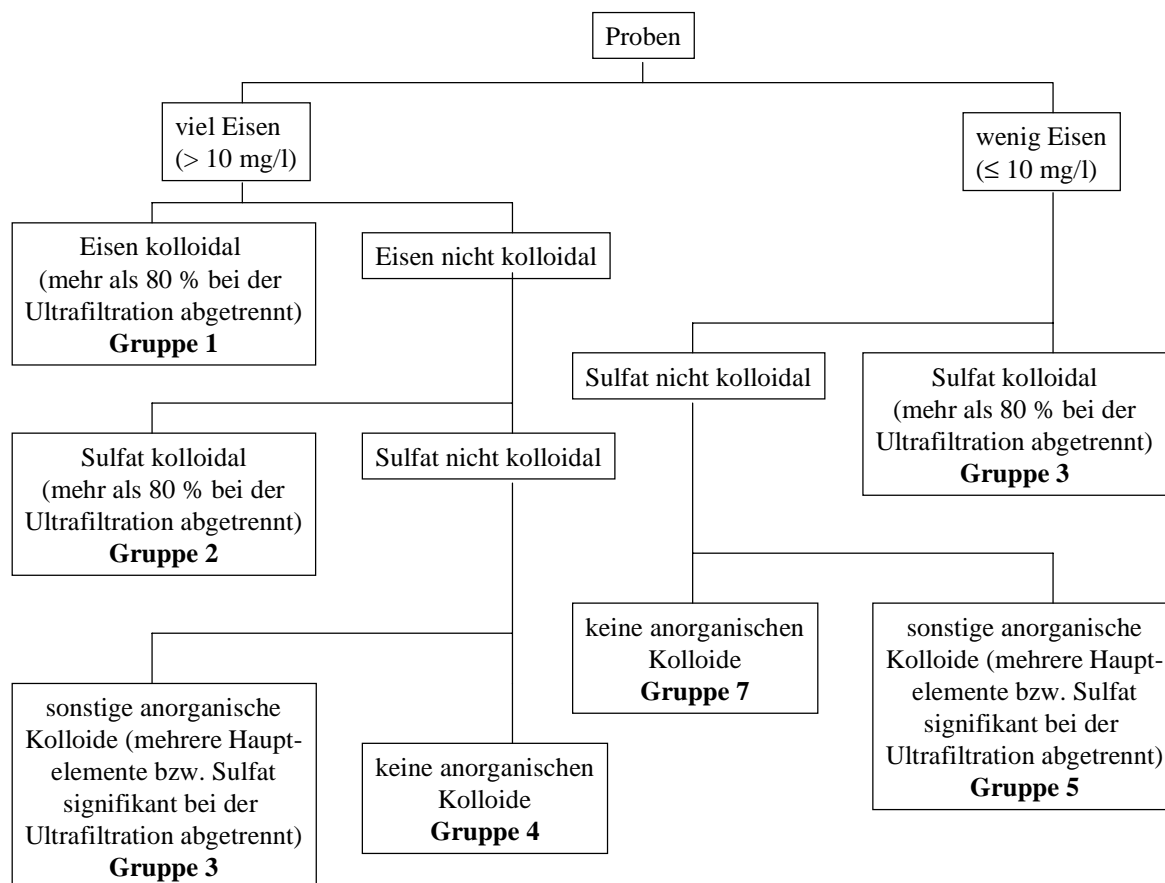 Proben
viel Eisen
(> 10 mg/l)
wenig Eisen
(≤ 10 mg/l)
Eisen kolloidal
(mehr als 80 % bei der
Ultrafiltration abgetrennt)
Gruppe 1
Eisen nicht kolloidal
Sulfat nicht kolloidal
Sulfat kolloidal
(mehr als 80 % bei der
Ultrafiltration abgetrennt)
Gruppe 3
Sulfat kolloidal
(mehr als 80 % bei der
Ultrafiltration abgetrennt)
Gruppe 2
Sulfat nicht kolloidal
keine anorganischen
Kolloide
Gruppe 7
sonstige anorganische
Kolloide (mehrere Haupt-
elemente bzw. Sulfat
signifikant bei der
Ultrafiltration abgetrennt)
Gruppe 5
sonstige anorganische
Kolloide (mehrere Haupt-
elemente bzw. Sulfat
signifikant bei der
Ultrafiltration abgetrennt)
Gruppe 3
keine anorganischen
Kolloide
Gruppe 4